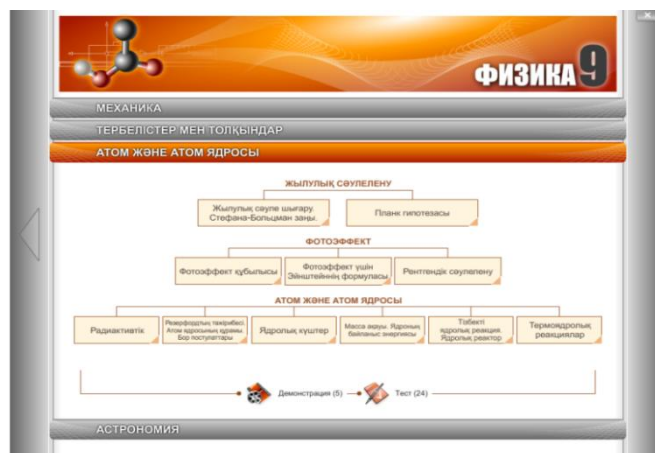 ФИЗИКА 9
МЕХАНИКА
ТЕРБЕЛІСТЕР МЕН ТОЛҚЫНДАР
АТОМ ЖӘНЕ АТОМ ЯДРОСЫ
ЖЫЛУЛЫҚ СӘУЛЕЛЕНУ
Жылулық сәуле шығару.
Стефана-Больцман заңы.
Планк гипотезасы
ФОТОЭФФЕКТ
Фотоэффект құбылысы
Фотоэффект үшін
Эйнштейннің формуласы
Рентгендік сәулелену
АТОМ ЖӘНЕ АТОМ ЯДРОСЫ
Радиактивтік
Резерфордтың тәжірибесі.
Атом ядросының құрамы.
Бор постулаттары
Ядролық күштер
Масса ақауы. Ядроның
байланыс энергиясы
Тізбекті
ядролық реакция.
Ядролық реактор
Термоядролық
реакциялар
Демонстрация (5)
Тест (24)
АСТРОНОМИЯ